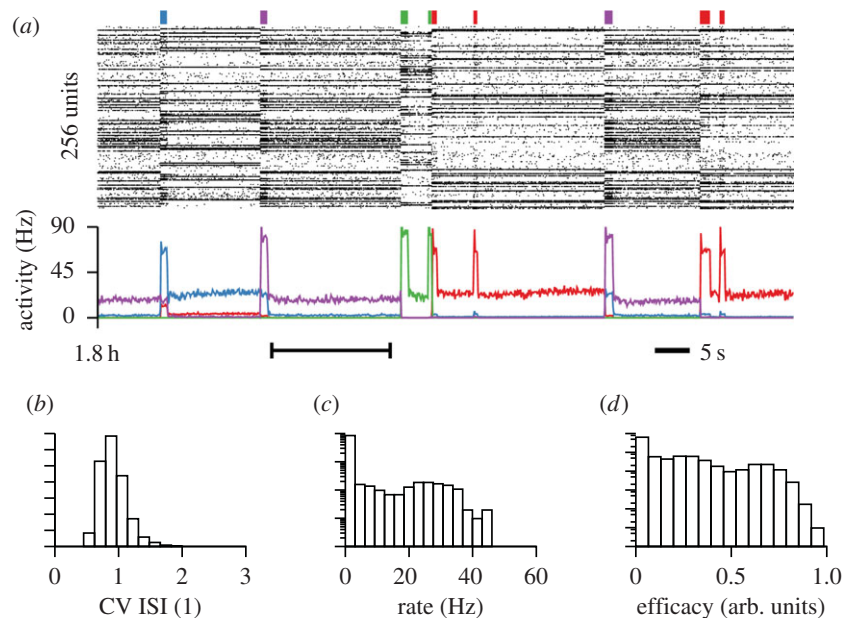 (a)
256 units
90
45
0
activity (Hz)
1.8 h
5 s
(b)
(c)
(d)
0 1 2 3
CV ISI (1)
0 20 40 60
rate (Hz)
0 0.5 1.0
efficacy (arb. units)